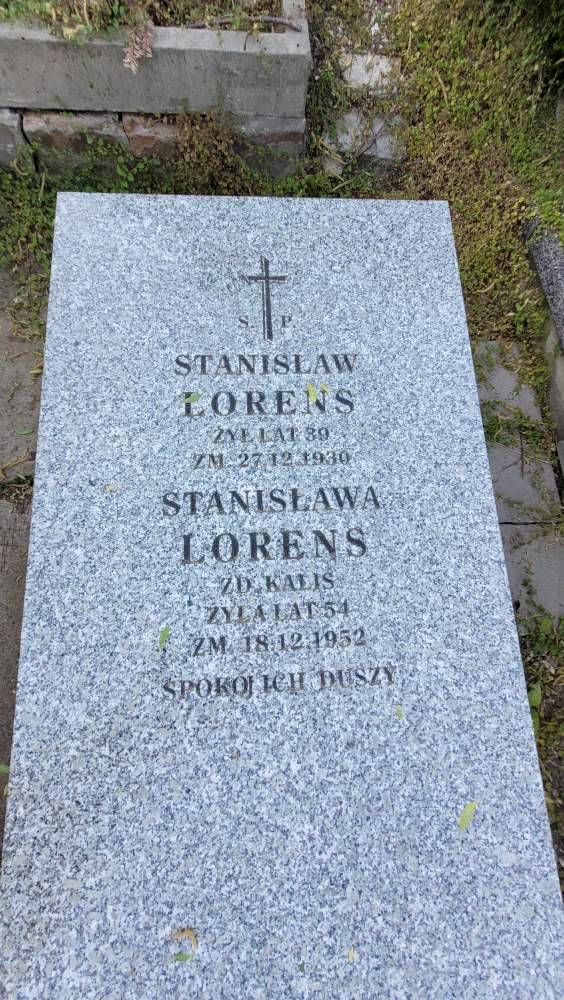 S. P.
STANISŁAW
LORENS
ŻYŁ LAT 39
ZM. 27.12.1930
STANISŁAWA
LORENS
ZD. KALIS
ŻYŁA LAT 54
ZM. 18.12.1952
SPOKÓJ ICH DUSZY